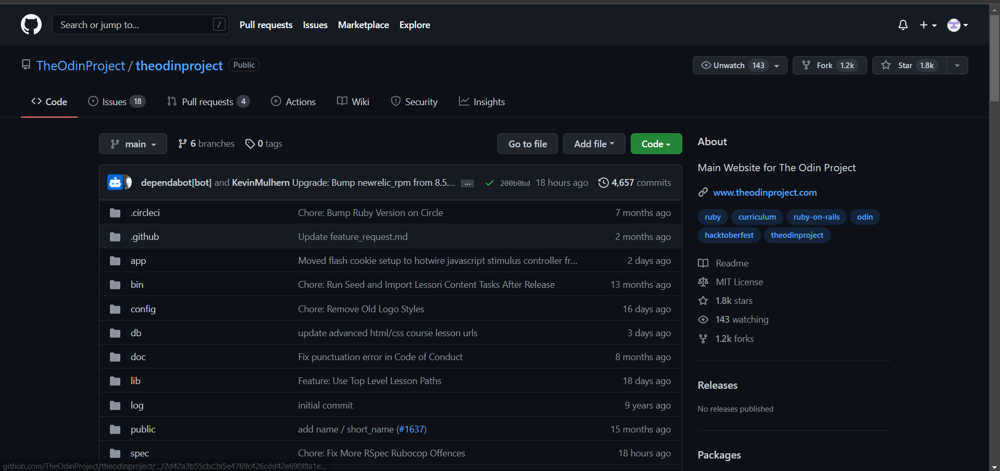 Search or jump to... / Pull requests Issues Marketplace Explore
TheOdinProject / theodinproject Public Unwatch 143 Fork 1.2k Star 1.8k
Code Issues 18 Pull requests 4 Actions Wiki Security Insights
main 6 branches 0 tags Go to file Add file Code
dependabot[bot] and KevinMulhern Upgrade: Bump newrelic_rpm from 8.5.... ... 200b0bd 18 hours ago 4,657 commits
.circleci Chore: Bump Ruby Version on Circle 7 months ago
.github Update feature_request.md 2 months ago
app Moved flash cookie setup to hotwire javascript stimulus controller fr... 2 days ago
bin Chore: Run Seed and Import Lesson Content Tasks After Release 13 months ago
config Chore: Remove Old Logo Styles 16 days ago
db update advanced html/css course lesson urls 3 days ago
doc Fix punctuation error in Code of Conduct 8 months ago
lib Feature: Use Top Level Lesson Paths 18 days ago
log initial commit 9 years ago
public add name / short_name (#1637) 15 months ago
spec Chore: Fix More RSpec Rubocop Offences 18 hours ago
About
Main Website for The Odin Project
www.theodinproject.com
ruby curriculum ruby-on-rails odin
hacktoberfest theodinproject
Readme
MIT License
1.8k stars
143 watching
1.2k forks
Releases
No releases published
Packages
github.com/TheOdinProject/theodinproject/.../2d42a3b55cbc2a5e4769c426cdd42e690f8a1e...